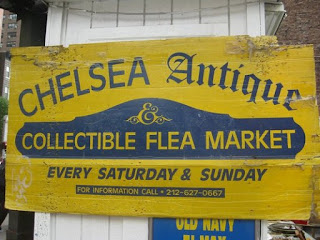 CHELSEA Antique
&
COLLECTIBLE FLEA MARKET
EVERY SATURDAY & SUNDAY
FOR INFORMATION CALL • 212-627-0667
OLD NAVY